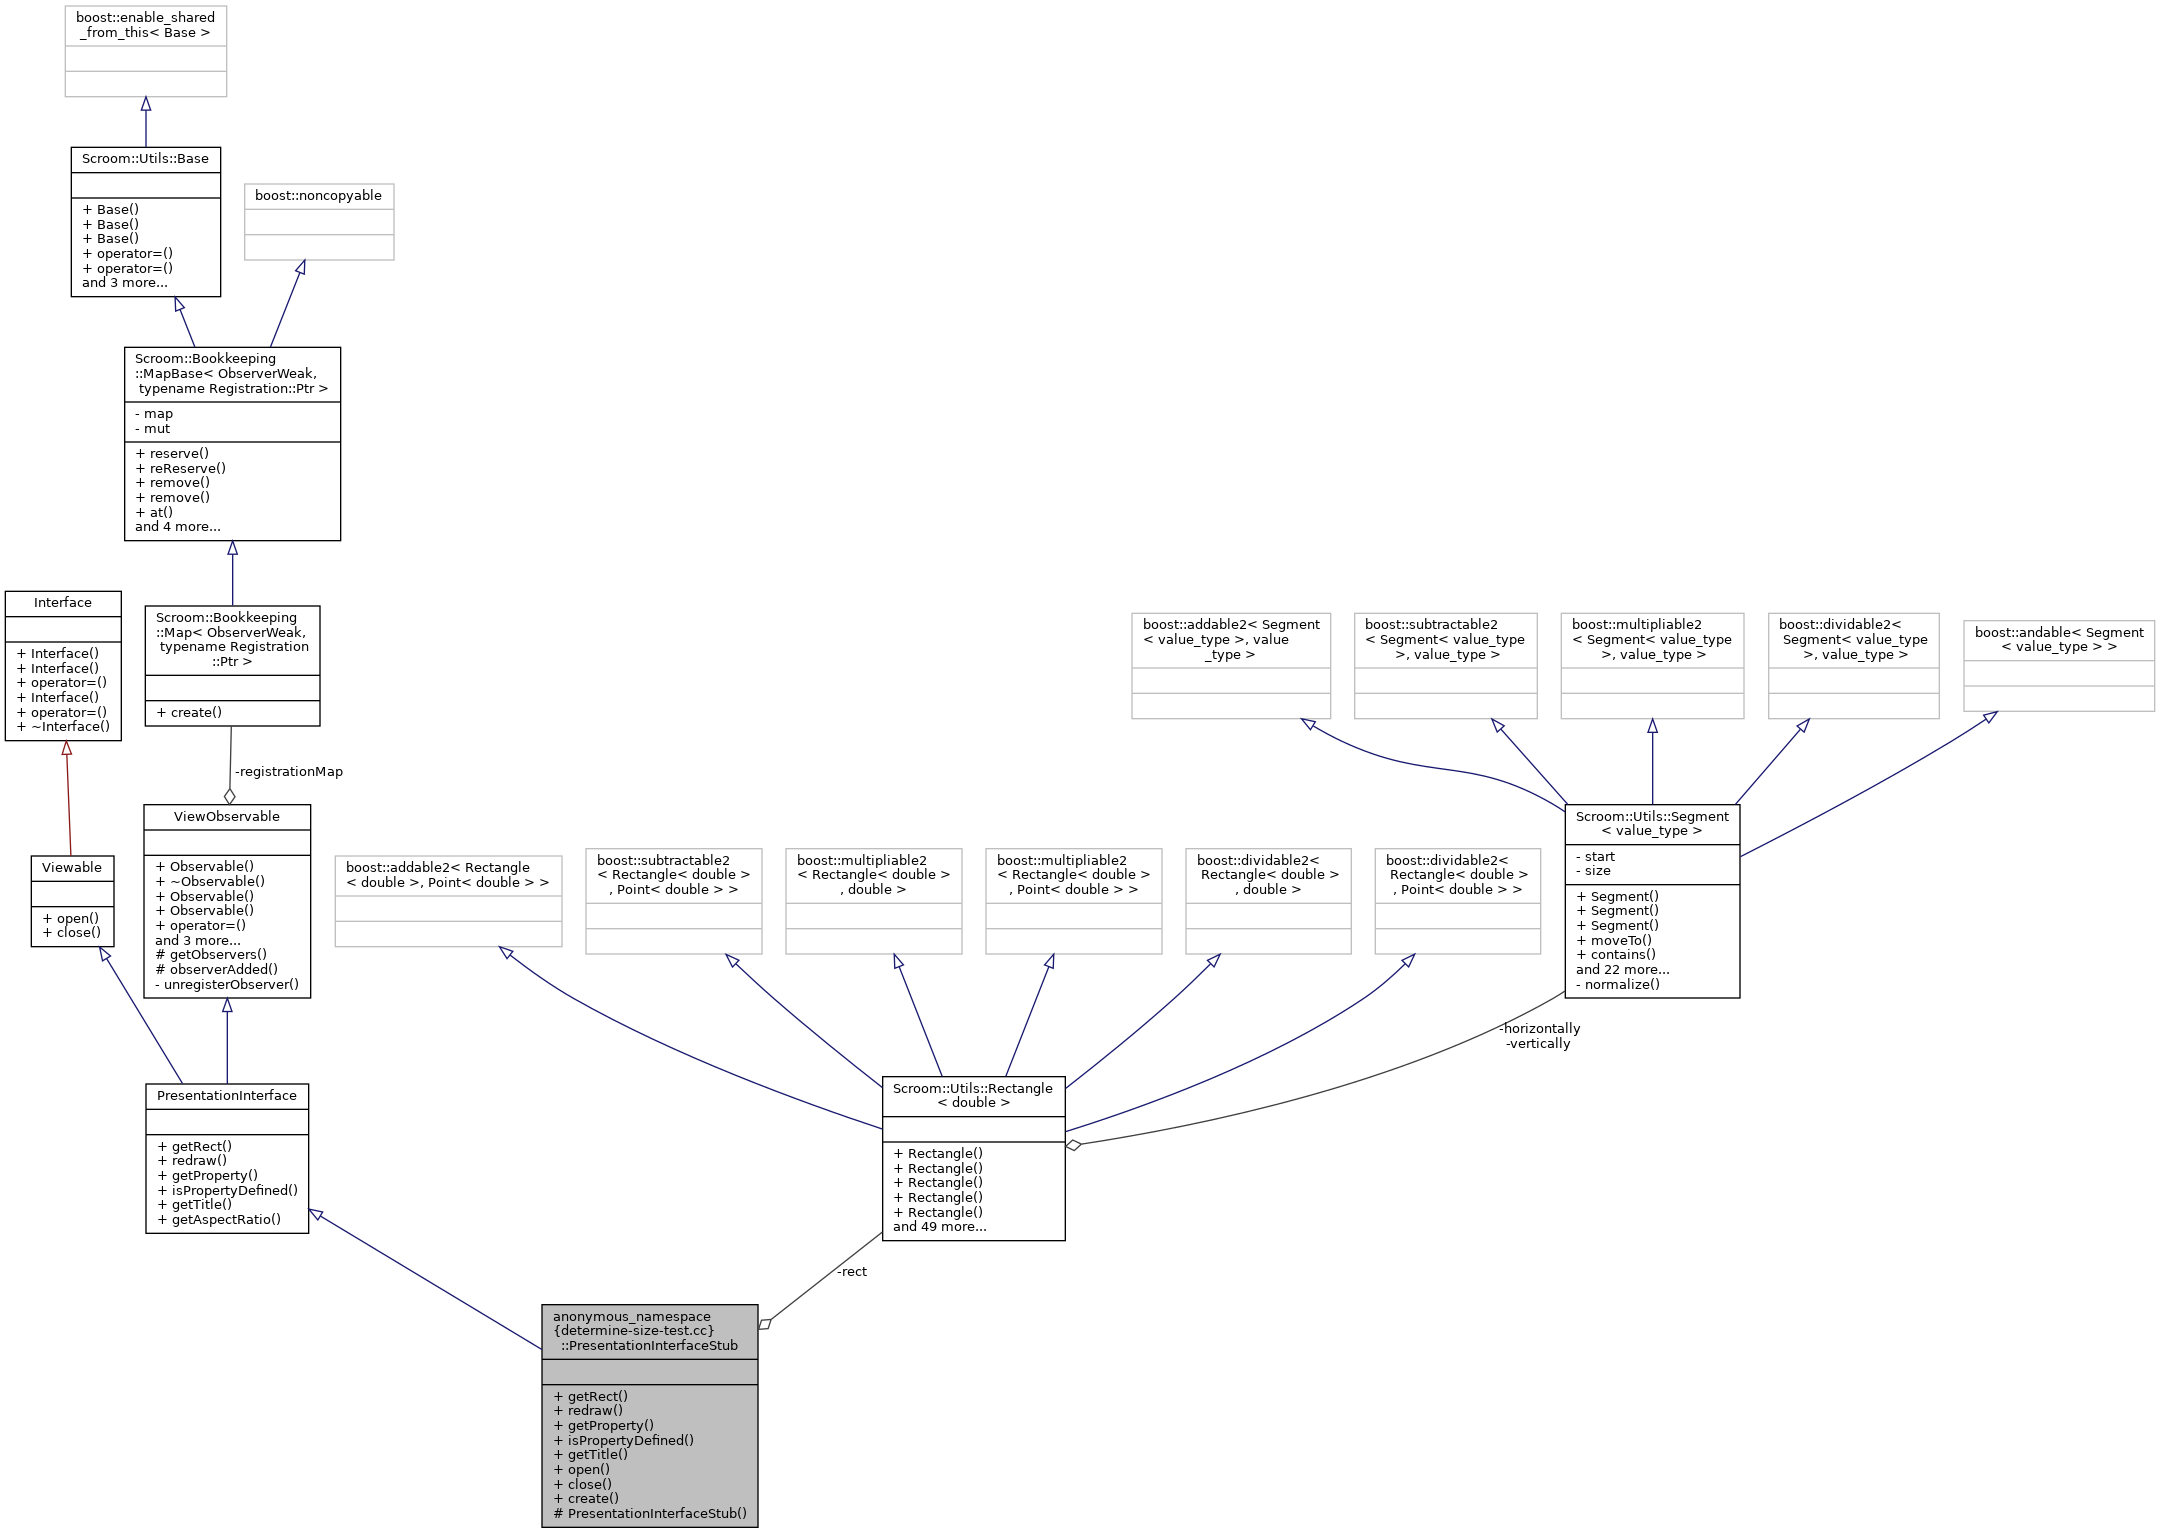 boost::enable_shared
_from_this< Base >
Scroom::Utils::Base
+ Base()
+ Base()
+ Base()
+ operator=()
+ operator=()
and 3 more...
boost::noncopyable
Scroom::Bookkeeping
::MapBase< ObserverWeak,
typename Registration::Ptr >
- map
- mut
+ reserve()
+ reReserve()
+ remove()
+ remove()
+ at()
and 4 more...
Interface
+ Interface()
+ Interface()
+ operator=()
+ Interface()
+ operator=()
+ ~Interface()
Scroom::Bookkeeping
::Map< ObserverWeak,
typename Registration
::Ptr >
+ create()
-registrationMap
boost::addable2< Segment
< value_type >, value
_type >
boost::subtractable2
< Segment< value_type
>, value_type >
boost::multipliable2
< Segment< value_type
>, value_type >
boost::dividable2<
Segment< value_type
>, value_type >
boost::andable< Segment
< value_type > >
Viewable
+ open()
+ close()
ViewObservable
+ Observable()
+ ~Observable()
+ Observable()
+ Observable()
+ operator=()
and 3 more...
# getObservers()
# observerAdded()
- unregisterObserver()
boost::addable2< Rectangle
< double >, Point< double > >
boost::subtractable2
< Rectangle< double >
, Point< double > >
boost::multipliable2
< Rectangle< double >
, double >
boost::multipliable2
< Rectangle< double >
, Point< double > >
boost::dividable2<
Rectangle< double >
, double >
boost::dividable2<
Rectangle< double >
, Point< double > >
Scroom::Utils::Segment
< value_type >
- start
- size
+ Segment()
+ Segment()
+ Segment()
+ moveTo()
+ contains()
and 22 more...
- normalize()
-horizontally
-vertically
PresentationInterface
+ getRect()
+ redraw()
+ getProperty()
+ isPropertyDefined()
+ getTitle()
+ getAspectRatio()
Scroom::Utils::Rectangle
< double >
+ Rectangle()
+ Rectangle()
+ Rectangle()
+ Rectangle()
+ Rectangle()
and 49 more...
-rect
anonymous_namespace
{determine-size-test.cc}
::PresentationInterfaceStub
+ getRect()
+ redraw()
+ getProperty()
+ isPropertyDefined()
+ getTitle()
+ open()
+ close()
+ create()
# PresentationInterfaceStub()